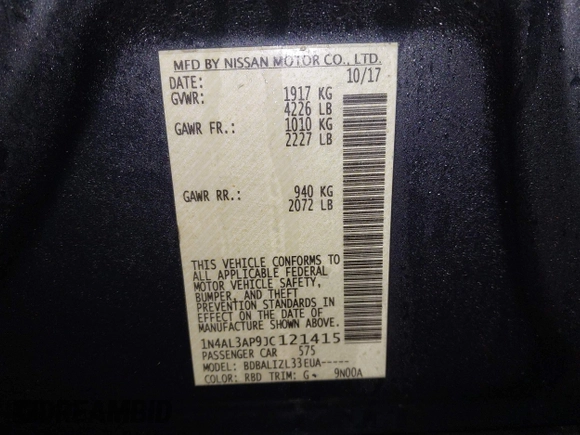 MFD BY NISSAN MOTOR CO., LTD.
DATE: 10/17
GVWR: 1917 KG
4226 LB
GAWR FR.: 1010 KG
2227 LB
GAWR RR.: 940 KG
2072 LB
THIS VEHICLE CONFORMS TO
ALL APPLICABLE FEDERAL
MOTOR VEHICLE SAFETY,
BUMPER, AND THEFT
PREVENTION STANDARDS IN
EFFECT ON THE DATE OF
MANUFACTURE SHOWN ABOVE.
1N4AL3AP9JC121415
PASSENGER CAR 575
MODEL: BDBALIZL33EUA-----
COLOR: RBD TRIM: G- 9N00A
DREAMBID